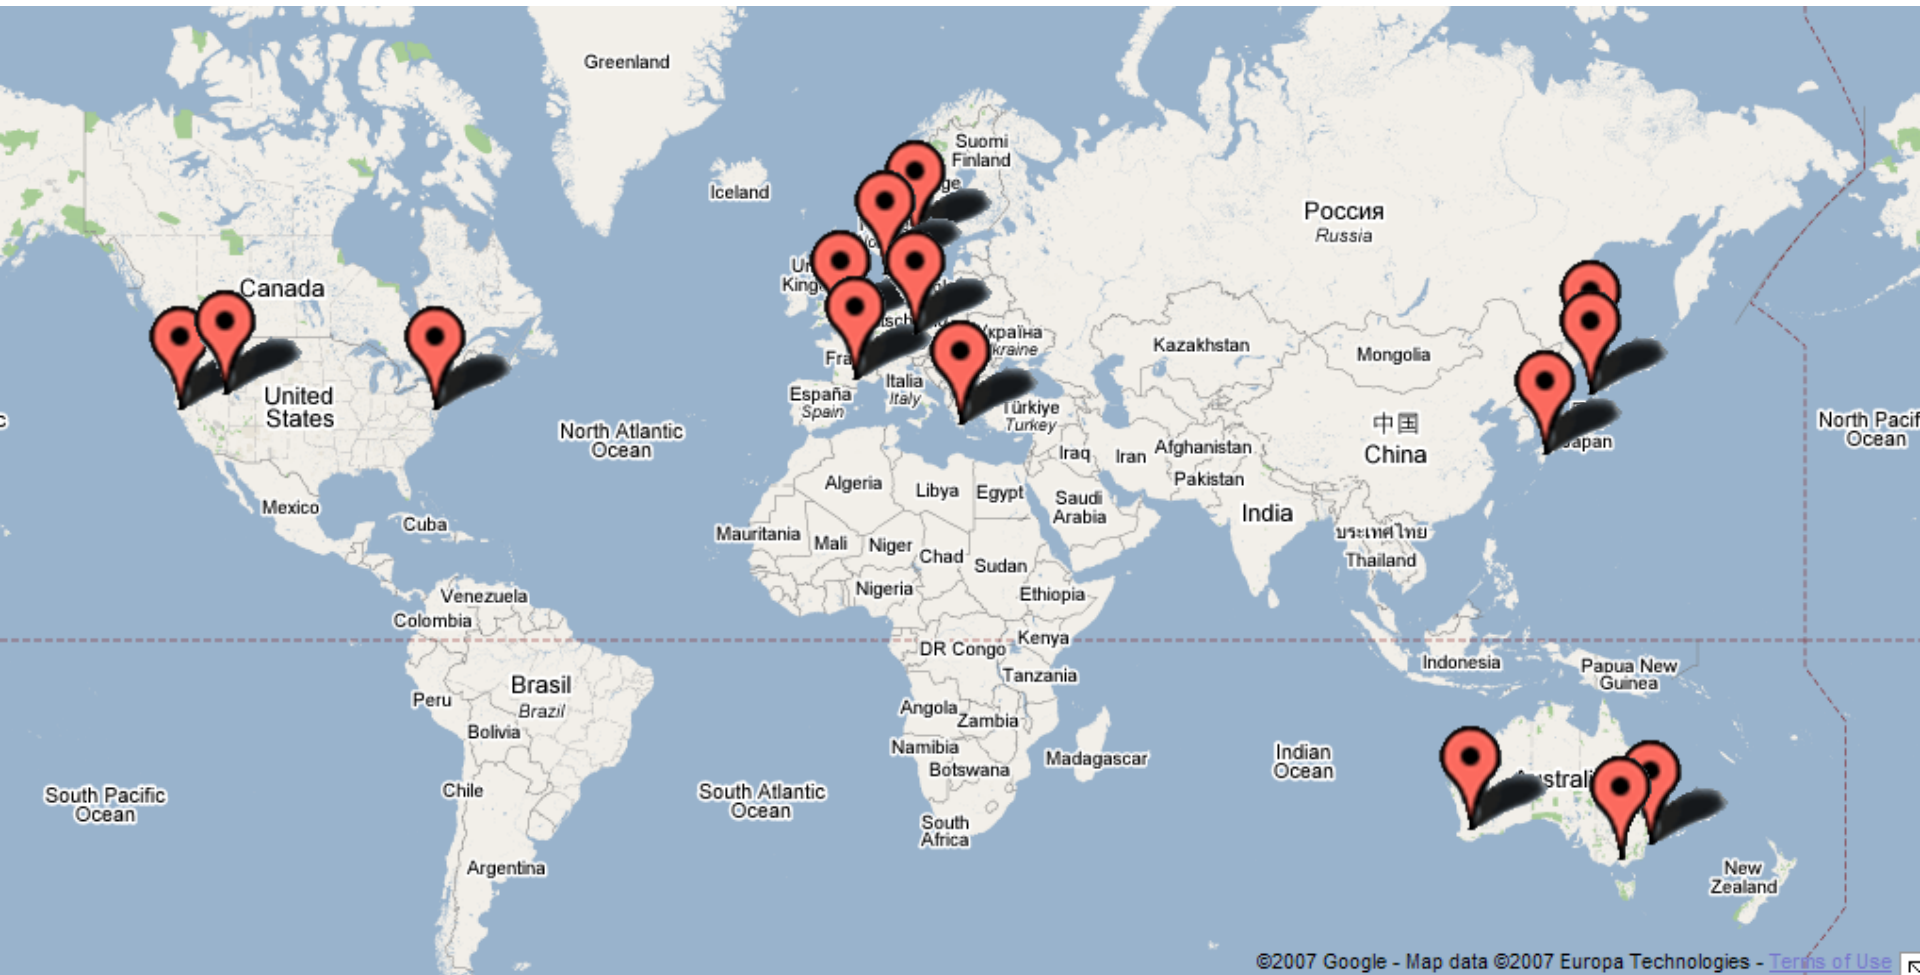 Greenland
Suomi
Finland
Iceland
Россия
Russia
Canada
Україна
Kazakhstan
Mongolia
United
States
Italia
Italy
España
Spain
Türkiye
Turkey
中国
China
Japan
North Atlantic
Ocean
North Pacif
Ocean
Iraq
Iran
Afghanistan
Pakistan
Algeria
Libya
Egypt
Saudi
Arabia
India
Mexico
Cuba
Mauritania
Mali
Niger
Chad
Sudan
ประเทศไทย
Thailand
Nigeria
Ethiopia
Venezuela
Colombia
DR Congo
Kenya
Tanzania
Indonesia
Papua New
Guinea
Brasil
Brazil
Peru
Bolivia
Angola
Zambia
Namibia
Botswana
Madagascar
Indian
Ocean
South Pacific
Ocean
Chile
South Atlantic
Ocean
South
Africa
Argentina
New
Zealand
©2007 Google - Map data ©2007 Europa Technologies - Terms of Use